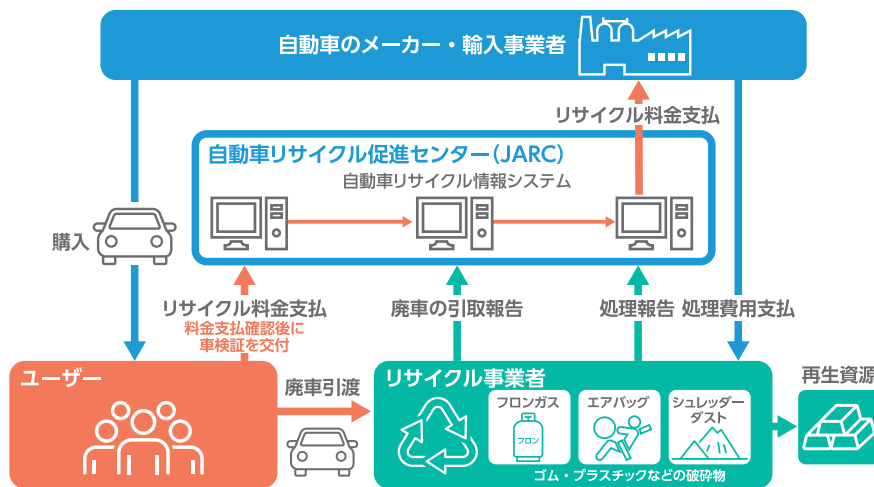 自動車のメーカー・輸入事業者
リサイクル料金支払
自動車リサイクル促進センター（JARC）
自動車リサイクル情報システム
購入
リサイクル料金支払
料金支払確認後に
車検証を交付
廃車の引取報告
処理報告
処理費用支払
ユーザー
廃車引渡
リサイクル事業者
フロンガス
フロン
エアバッグ
シュレッダー
ダスト
ゴム・プラスチックなどの破砕物
再生資源